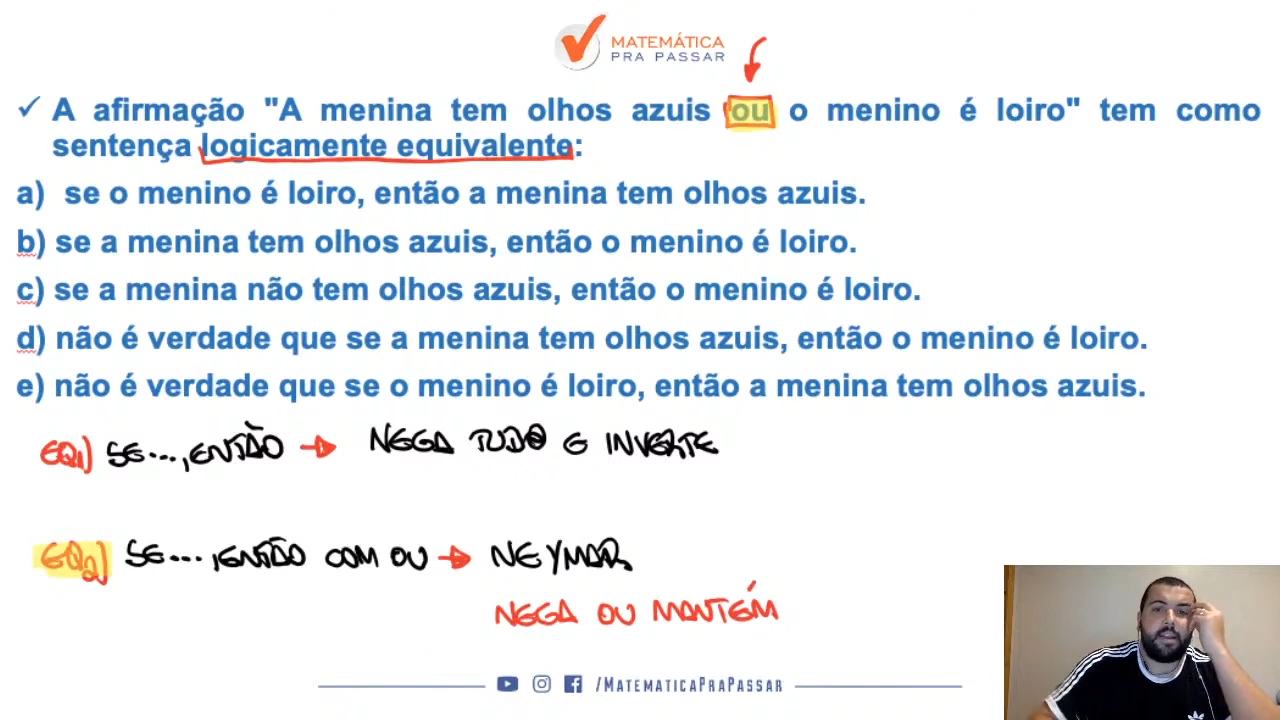 MATEMÁTICA
PRA PASSAR
✓ A afirmação "A menina tem olhos azuis ou o menino é loiro" tem como
sentença logicamente equivalente:
a) se o menino é loiro, então a menina tem olhos azuis.
b) se a menina tem olhos azuis, então o menino é loiro.
c) se a menina não tem olhos azuis, então o menino é loiro.
d) não é verdade que se a menina tem olhos azuis, então o menino é loiro.
e) não é verdade que se o menino é loiro, então a menina tem olhos azuis.
EQ1) SE..., ENTÃO → NEGA TUDO E INVERTE
EQ2) SE..., ENTÃO COM OU → NEYMAR
NEGA OU MANTÉM
/MATEMATICAPRAPASSAR